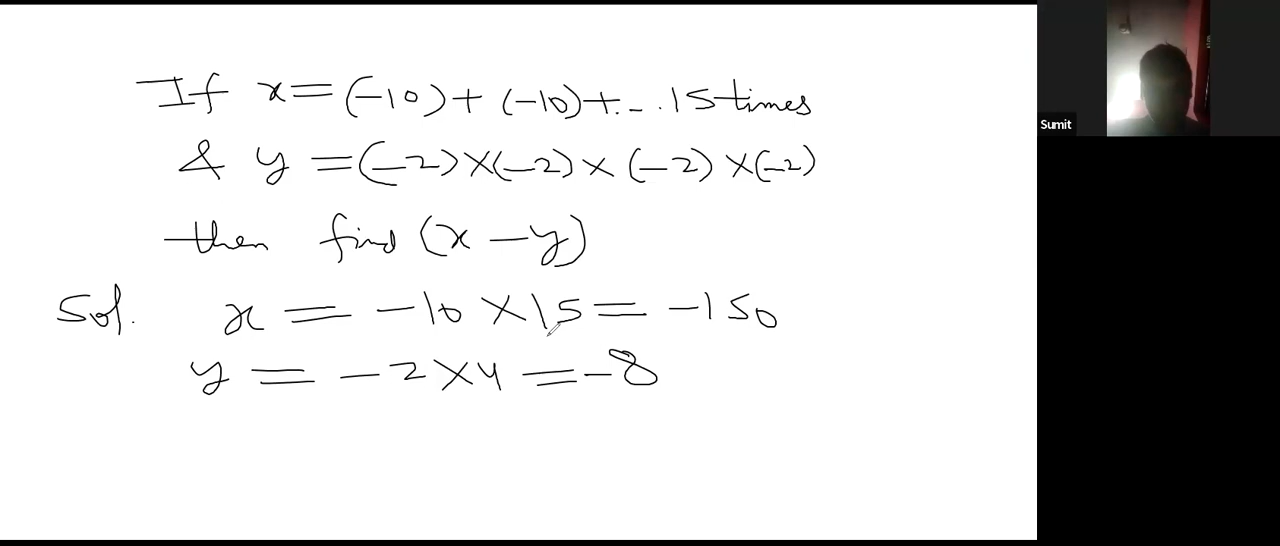 If x = (-10) + (-10) + - . 15 times
& y = (-2) × (-2) × (-2) × (-2)
then find (x - y)
Sol. x = -10 × 15 = -150
y = -2 × 4 = -8
Sumit